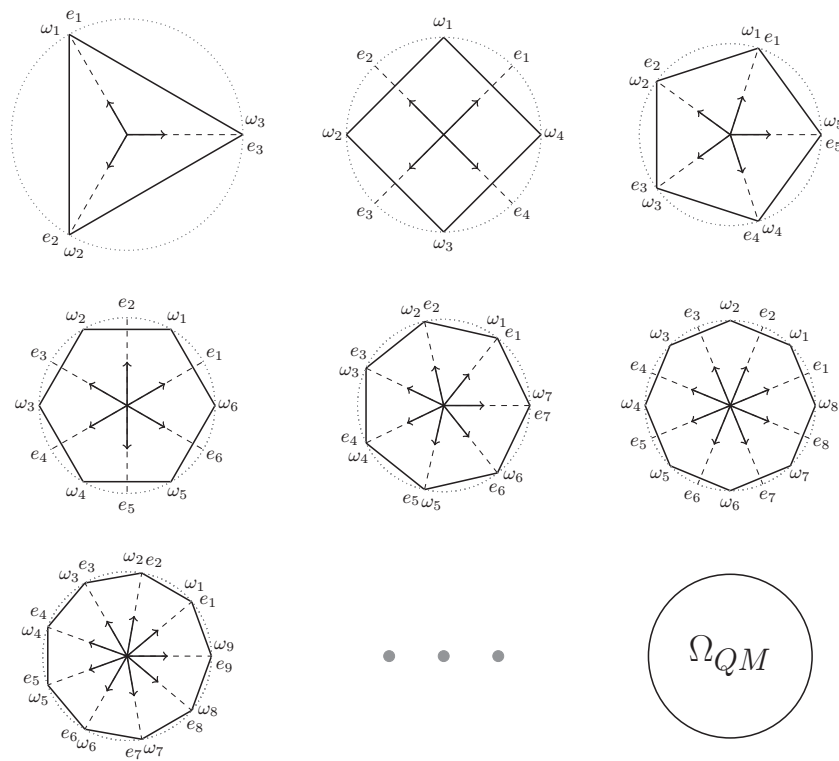 e₁
ω₁
ω₃
e₃
e₂
ω₂
ω₁
e₂ e₁
ω₂ ω₄
e₃ e₄
ω₃
ω₁ e₁
e₂
ω₂
ω₅
e₅
e₃
ω₃
e₄ ω₄
e₂
ω₂ ω₁
e₃ e₁
ω₃ ω₆
e₄ e₆
ω₄ ω₅
e₅
ω₂ e₂ ω₁
e₁
e₃
ω₃
ω₇
e₇
e₄
ω₄
ω₆
e₆
e₅ ω₅
ω₂
e₃ e₂
ω₃ ω₁
e₄ e₁
ω₄ ω₈
e₅ e₈
ω₅ ω₇
e₆ e₇
ω₆
ω₂ e₂
e₃
ω₃
ω₁
e₁
e₄
ω₄
ω₉
e₉
e₅
ω₅
ω₈
e₈
e₆ ω₆
e₇ ω₇
Ω_QM